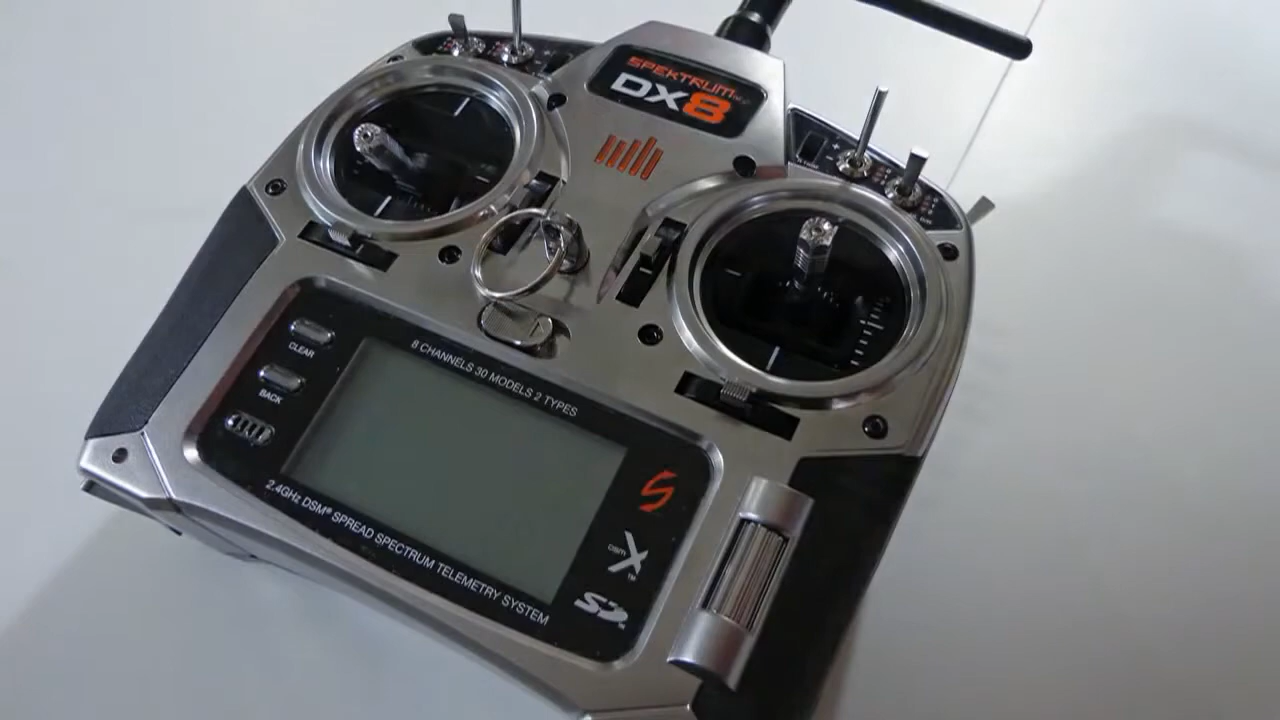 SPEKTRUM
DX8
CLEAR
BACK
8 CHANNELS 30 MODELS 2 TYPES
2.4GHz DSM® SPREAD SPECTRUM TELEMETRY SYSTEM
DSM X™
SD